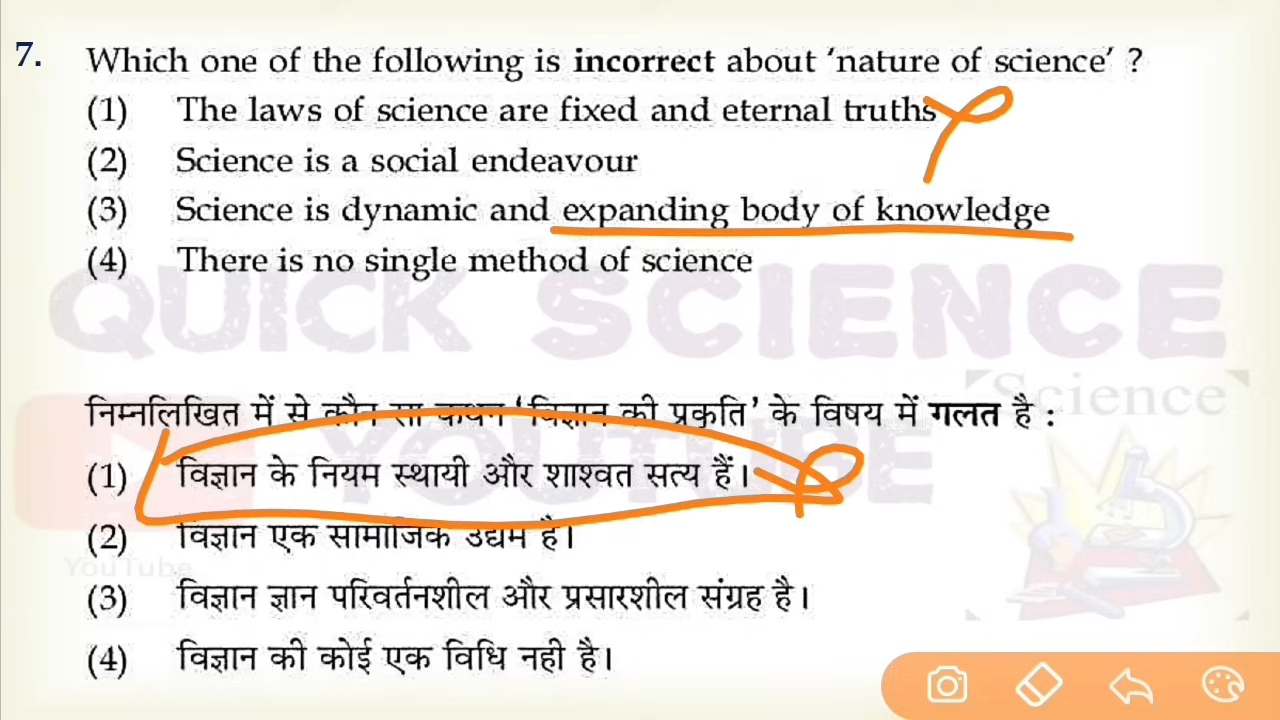 7. Which one of the following is incorrect about 'nature of science' ?
(1) The laws of science are fixed and eternal truths
(2) Science is a social endeavour
(3) Science is dynamic and expanding body of knowledge
(4) There is no single method of science
QUICK SCIENCE
Science
निम्नलिखित में से कौन सा कथन 'विज्ञान की प्रकृति' के विषय में गलत है :
YOUTUBE
(1) विज्ञान के नियम स्थायी और शाश्वत सत्य हैं।
(2) विज्ञान एक सामाजिक उद्यम है।
YouTube
(3) विज्ञान ज्ञान परिवर्तनशील और प्रसारशील संग्रह है।
(4) विज्ञान की कोई एक विधि नही है।